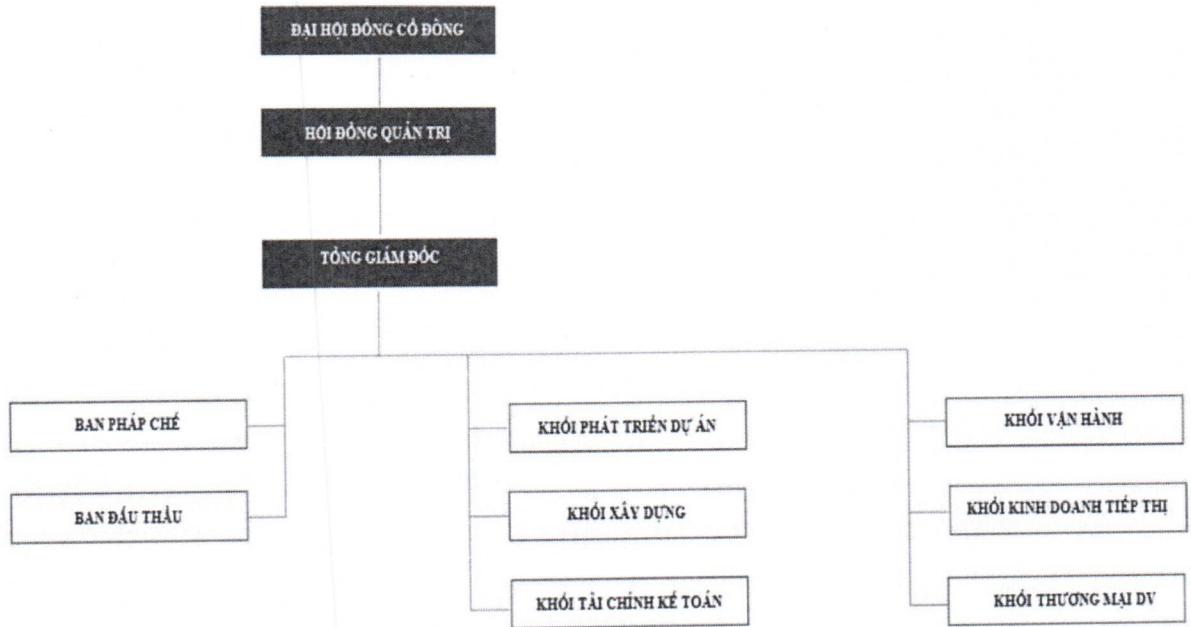 ĐẠI HỘI ĐỒNG CỔ ĐÔNG
HỘI ĐỒNG QUẢN TRỊ
TỔNG GIÁM ĐỐC
BAN PHÁP CHẾ
BAN ĐẤU THẦU
KHỐI PHÁT TRIỂN DỰ ÁN
KHỐI XÂY DỰNG
KHỐI TÀI CHÍNH KẾ TOÁN
KHỐI VẬN HÀNH
KHỐI KINH DOANH TIẾP THỊ
KHỐI THƯƠNG MẠI DV